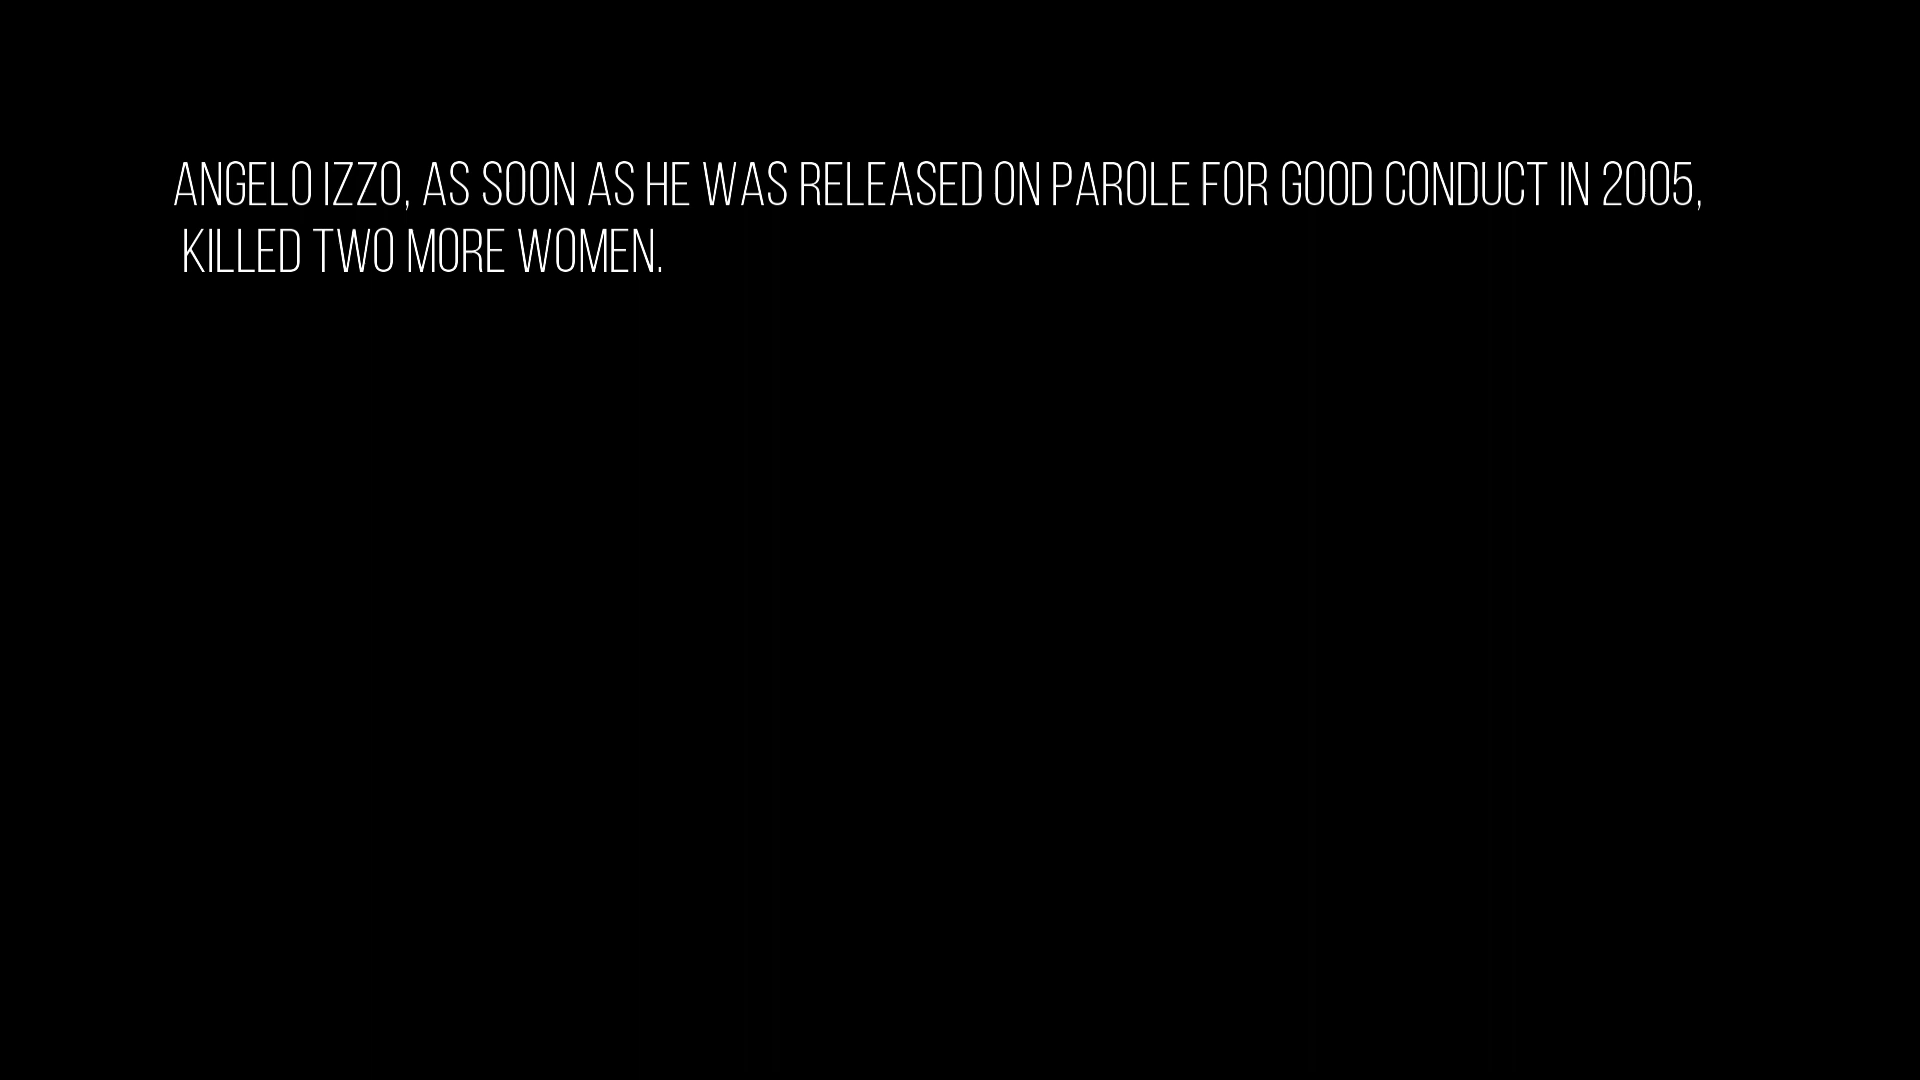 ANGELO IZZO, AS SOON AS HE WAS RELEASED ON PAROLE FOR GOOD CONDUCT IN 2005,
KILLED TWO MORE WOMEN.